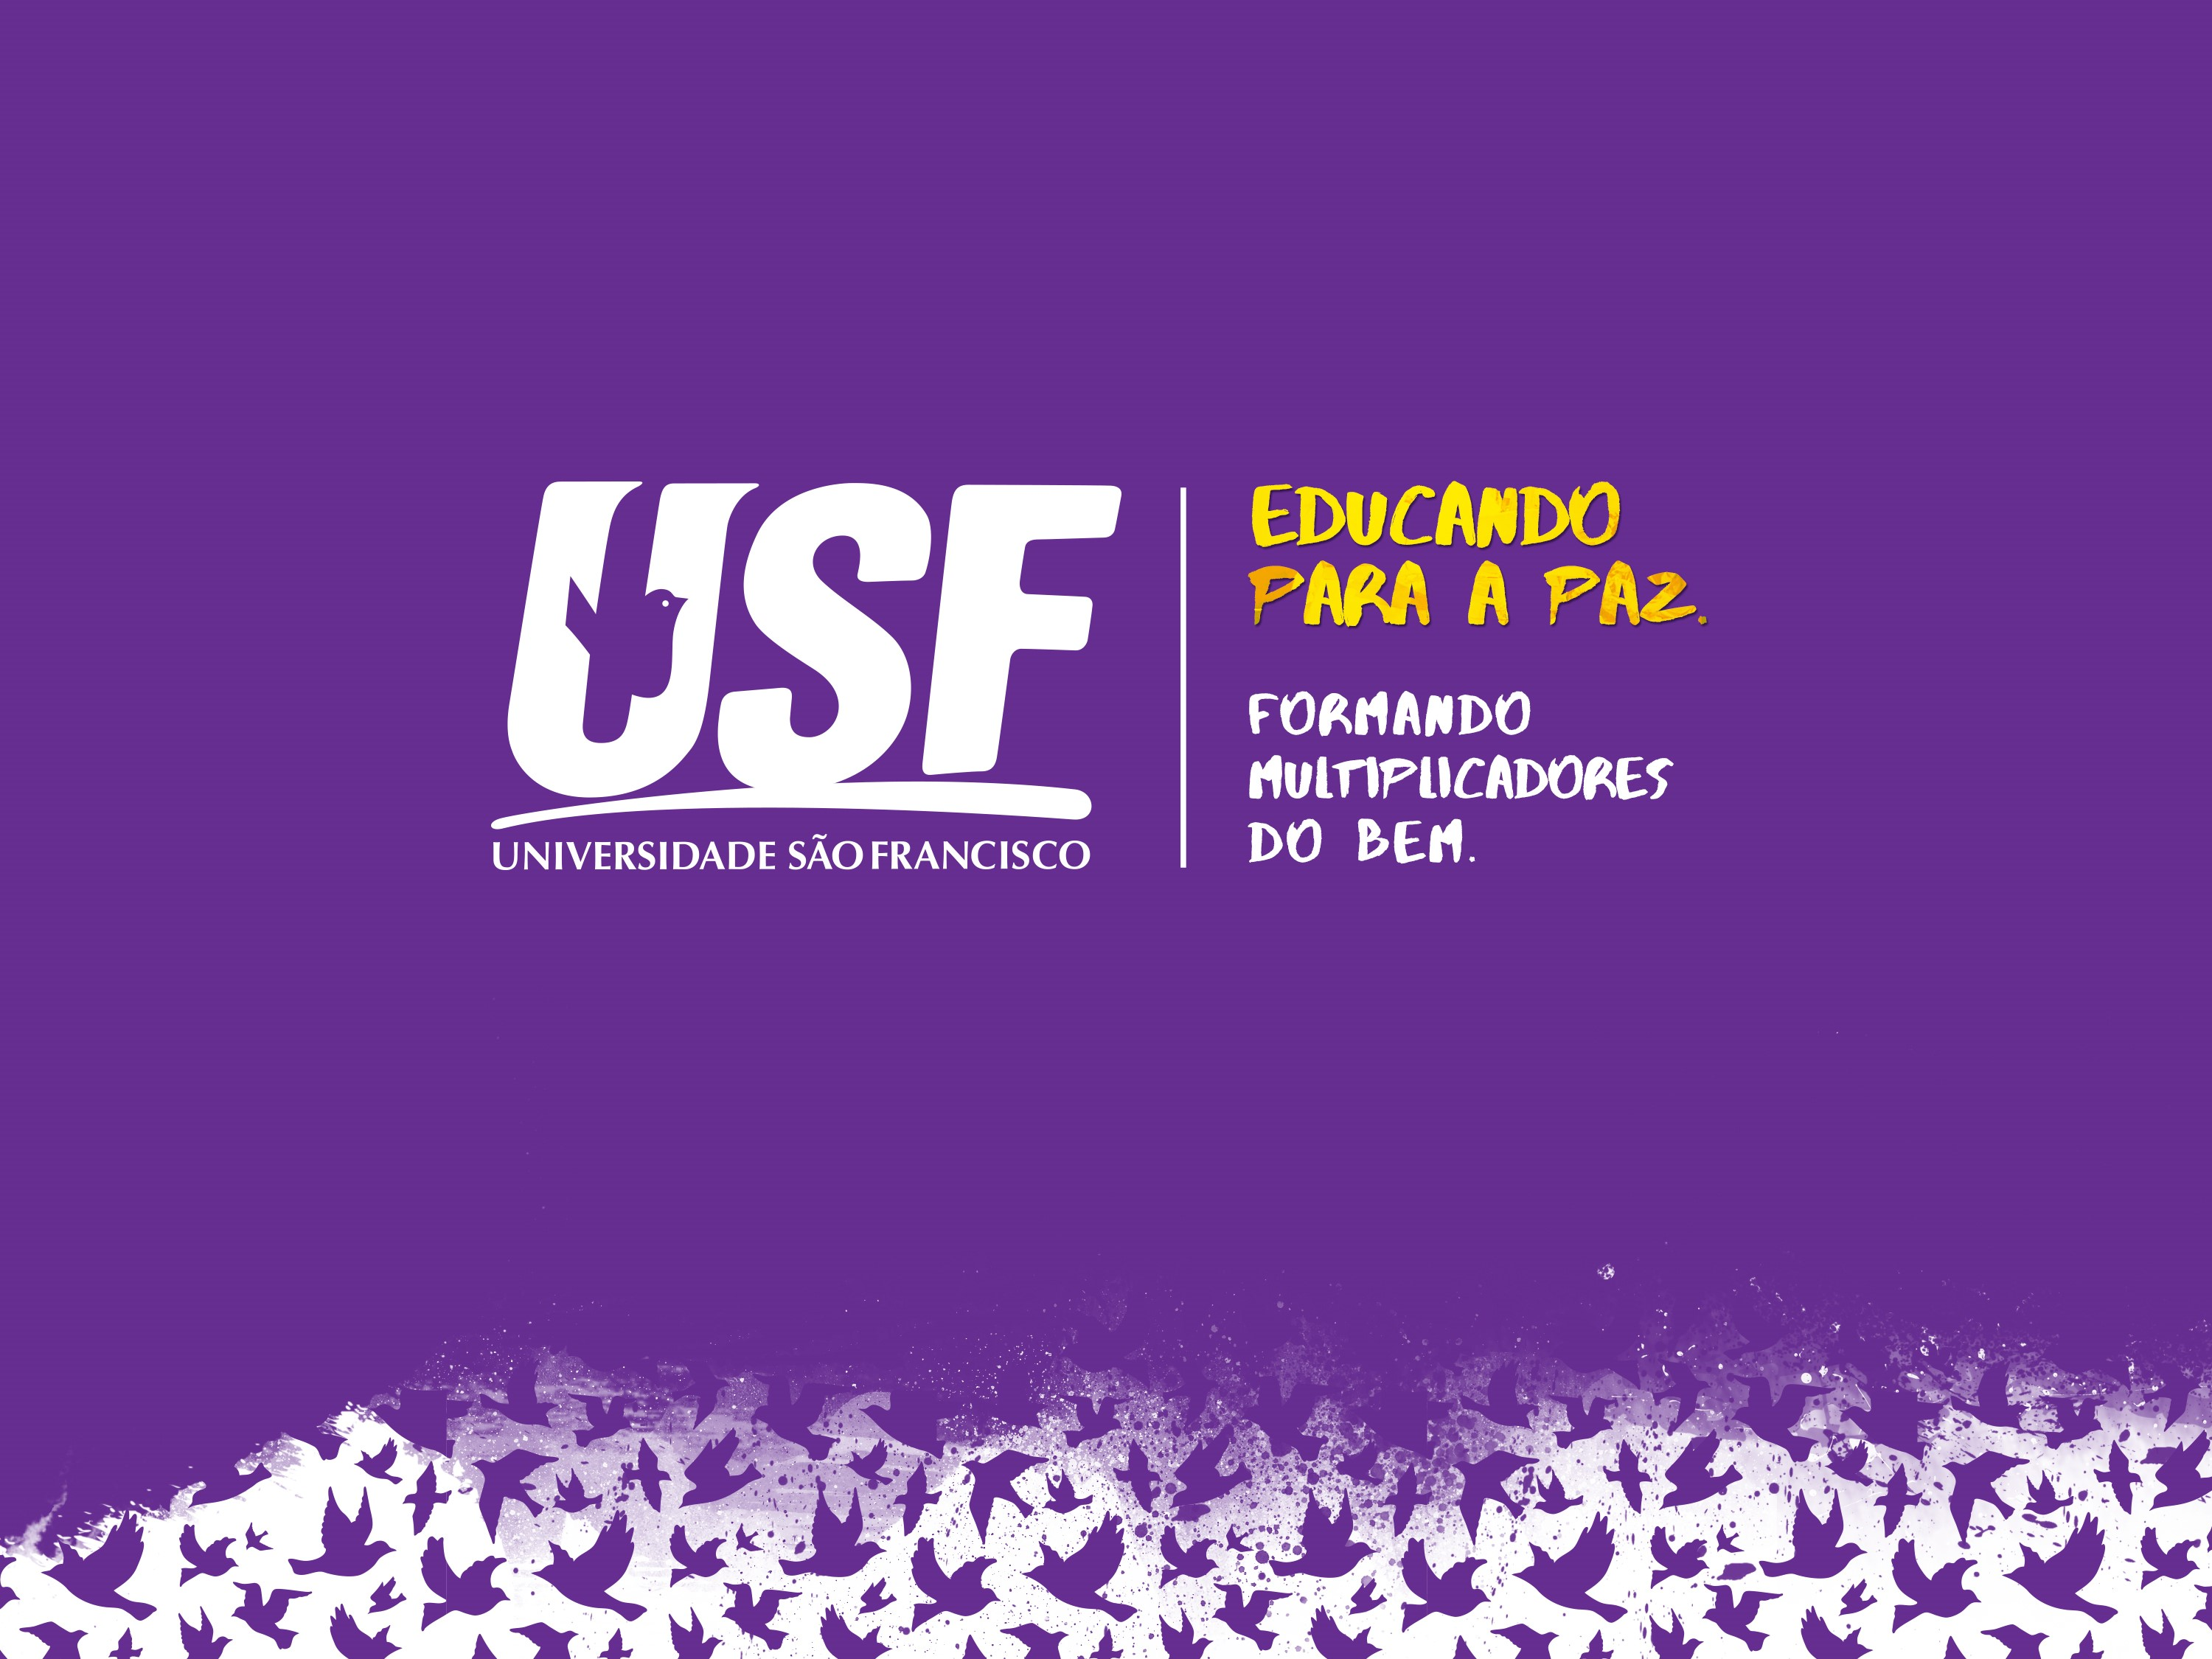 USF
UNIVERSIDADE SÃO FRANCISCO
EDUCANDO
PARA A PAZ.
FORMANDO
MULTIPLICADORES
DO BEM.